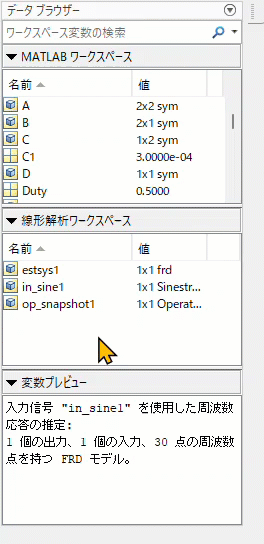 データ ブラウザー
ワークスペース変数の検索
MATLAB ワークスペース
名前 値
A 2x2 sym
B 2x1 sym
C 1x2 sym
C1 3.0000e-04
D 1x1 sym
Duty 0.5000
線形解析ワークスペース
名前 値
estsys1 1x1 frd
in_sine1 1x1 Sinestr...
op_snapshot1 1x1 Operat...
変数プレビュー
入力信号 "in_sine1" を使用した周波数
応答の推定:
1 個の出力、1 個の入力、30 点の周波数
点を持つ FRD モデル。